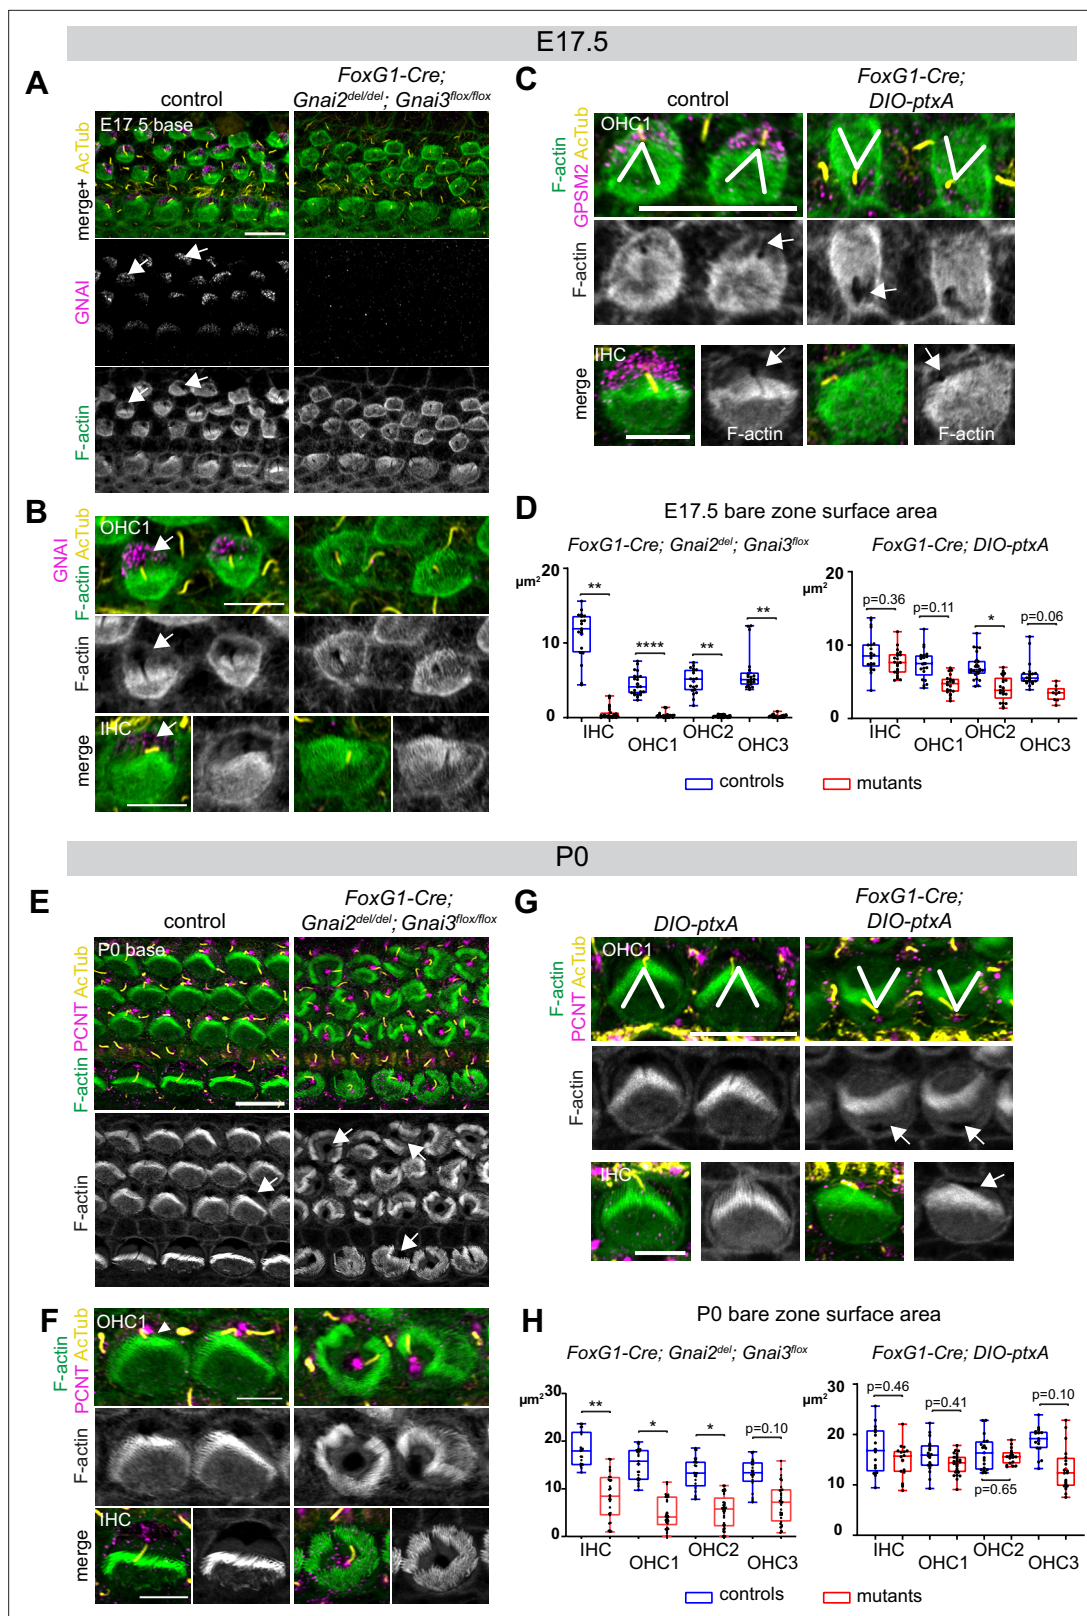 E17.5
A
control
FoxG1-Cre;
Gnai2del/del; Gnai3flox/flox
E17.5 base
merge+ AcTub
GNAI
F-actin
B
OHC1
GNAI
F-actin AcTub
F-actin
IHC
merge
C
control
FoxG1-Cre;
DIO-ptxA
OHC1
F-actin
GPSM2 AcTub
F-actin
IHC
F-actin
F-actin
merge
D
E17.5 bare zone surface area
FoxG1-Cre; Gnai2del; Gnai3flox
FoxG1-Cre; DIO-ptxA
µm2
20
10
0
**
****
**
**
IHC
OHC1
OHC2
OHC3
µm2
20
10
0
p=0.36
p=0.11
*
p=0.06
IHC
OHC1
OHC2
OHC3
controls
mutants
P0
E
control
FoxG1-Cre;
Gnai2del/del; Gnai3flox/flox
P0 base
F-actin PCNT AcTub
F-actin
F
OHC1
F-actin
PCNT AcTub
F-actin
IHC
merge
G
DIO-ptxA
FoxG1-Cre;
DIO-ptxA
OHC1
F-actin
PCNT AcTub
F-actin
IHC
H
P0 bare zone surface area
FoxG1-Cre; Gnai2del; Gnai3flox
FoxG1-Cre; DIO-ptxA
µm2
30
20
10
0
**
*
*
p=0.10
IHC
OHC1
OHC2
OHC3
µm2
30
20
10
0
p=0.46
p=0.41
p=0.65
p=0.10
IHC
OHC1
OHC2
OHC3
controls
mutants